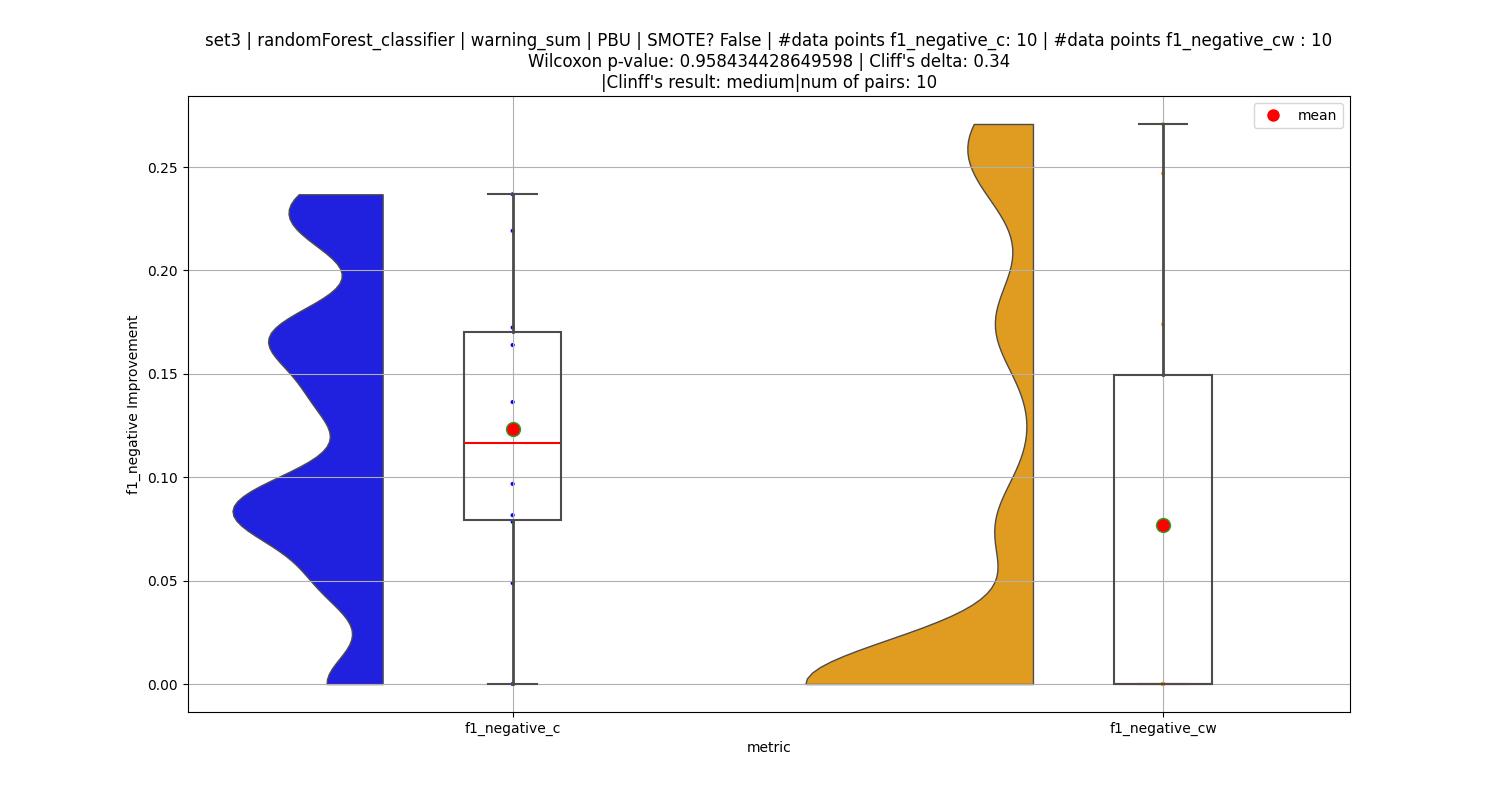 set3 | randomForest_classifier | warning_sum | PBU | SMOTE? False | #data points f1_negative_c: 10 | #data points f1_negative_cw : 10
Wilcoxon p-value: 0.958434428649598 | Cliff's delta: 0.34
|Clinff's result: medium|num of pairs: 10
mean
0.25
0.20
0.15
0.10
0.05
0.00
f1_negative Improvement
f1_negative_c
f1_negative_cw
metric